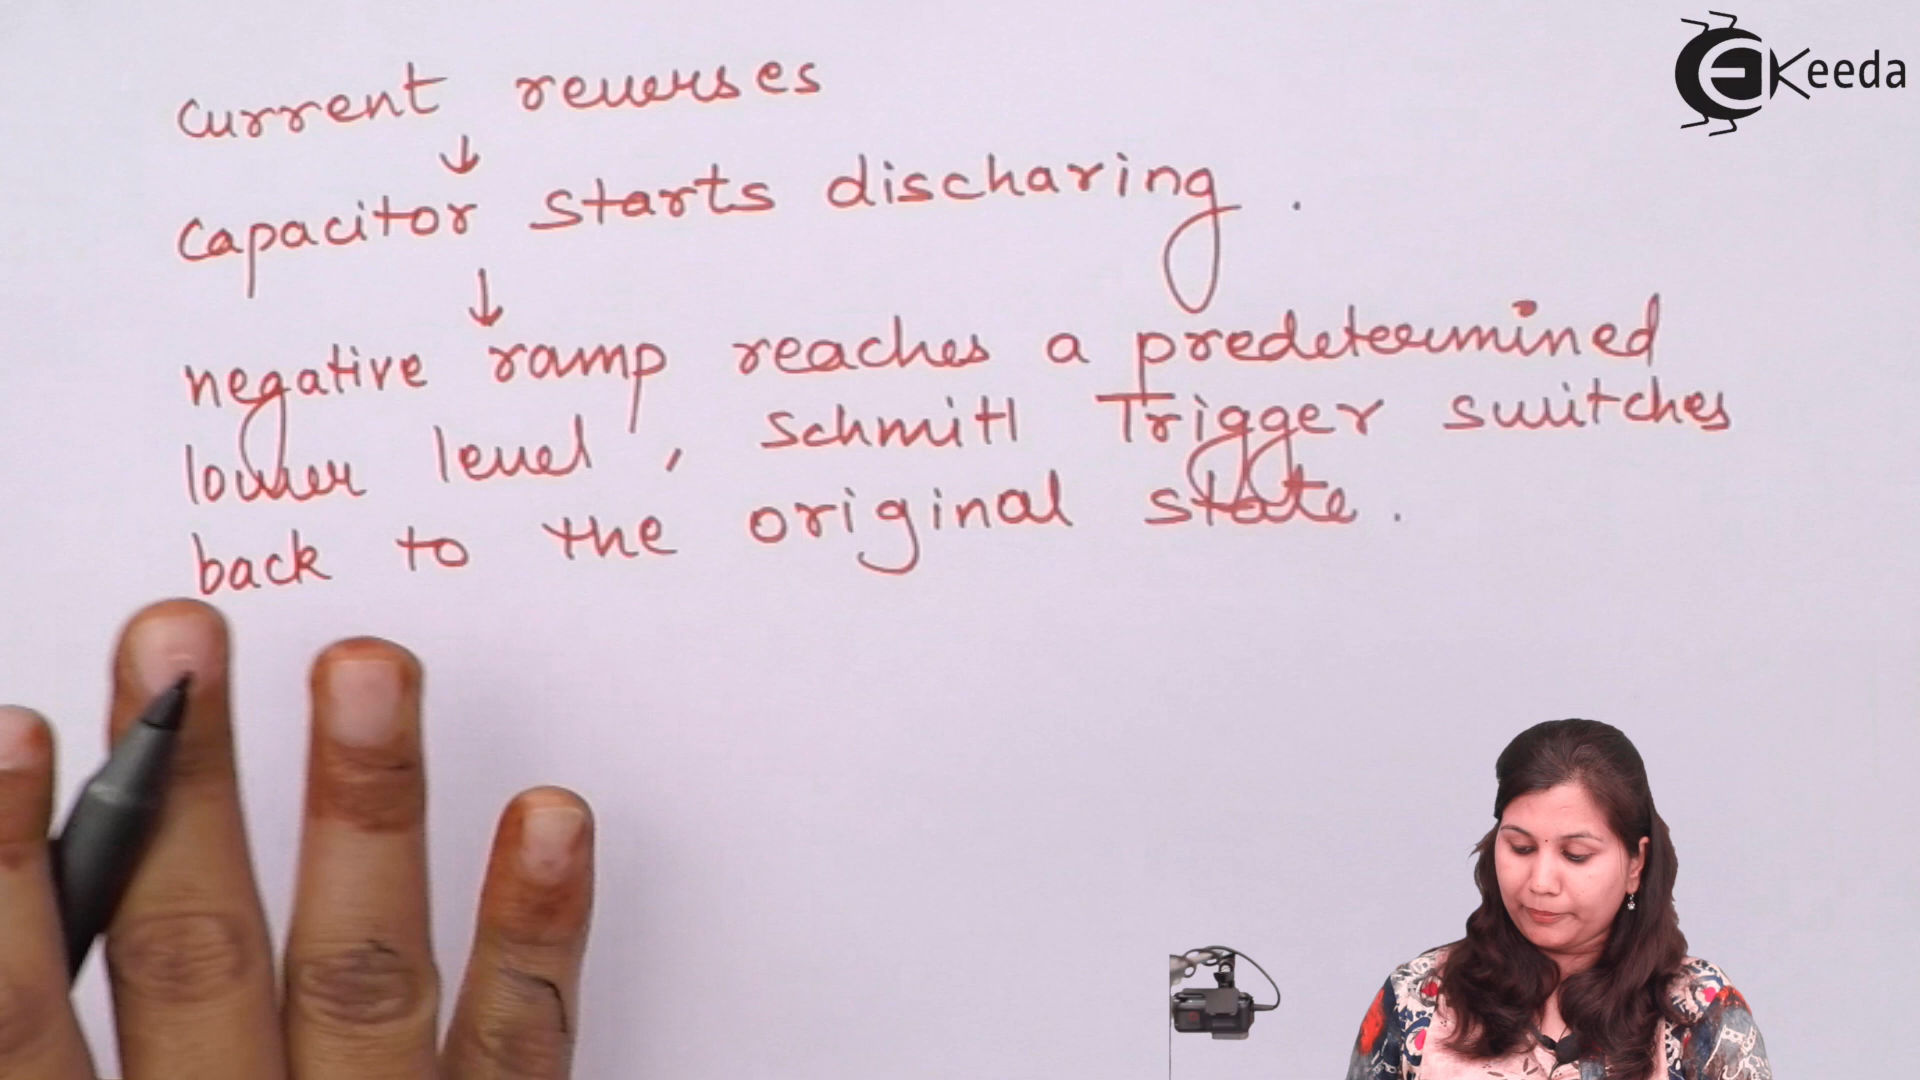 Keeda
current reverses
↓
capacitor starts discharing.
↓
negative ramp reaches a predetermined
lower level, schmitt Trigger switches
back to the original state.